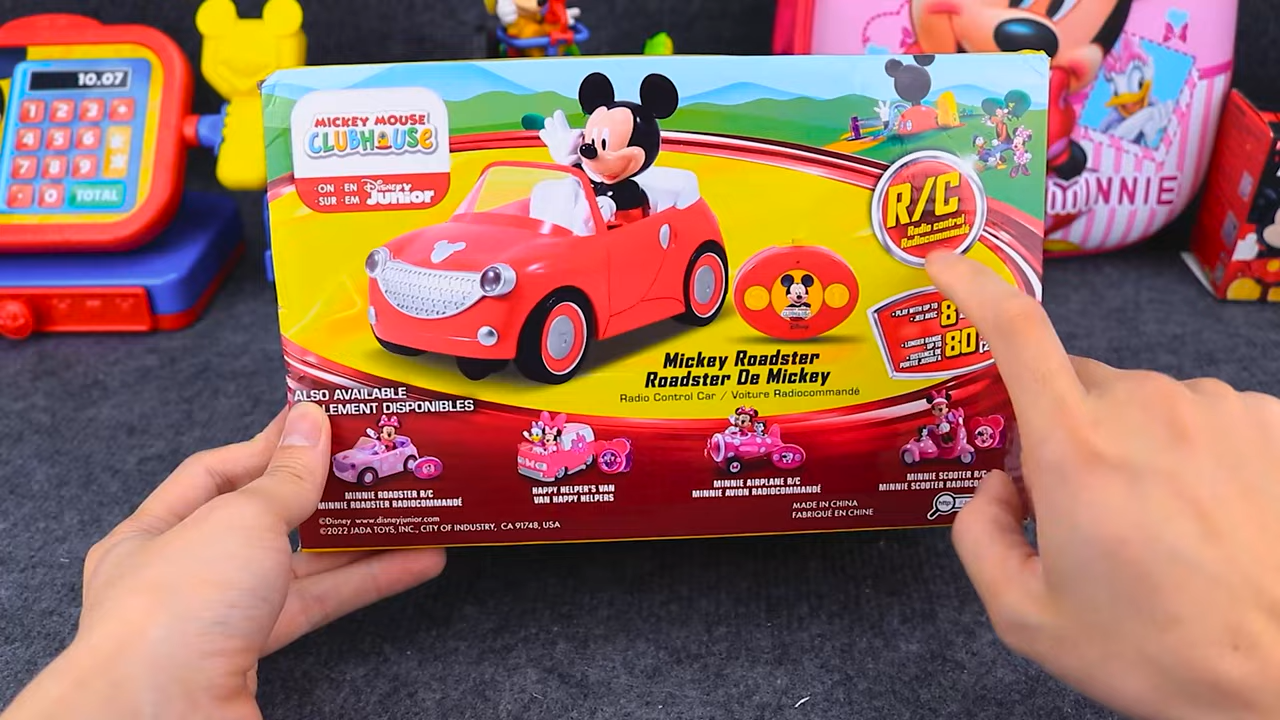 10.07
1 2 3
4 5 6
7 8 9
0 TOTAL
MICKEY MOUSE
CLUBHOUSE
· ON · EN
· SUR · EM
Disney
Junior
R/C
Radio control
Radiocommandé
MINNIE
• PLAY WITH UP TO
• JEU AVEC
8
• LONGER RANGE
UP TO
• DISTANCE DE
PORTÉE JUSQU'À
80
Mickey Roadster
Roadster De Mickey
Radio Control Car / Voiture Radiocommandé
ALSO AVAILABLE
LEMENT DISPONIBLES
MINNIE ROADSTER R/C
MINNIE ROADSTER RADIOCOMMANDÉ
HAPPY HELPER'S VAN
VAN HAPPY HELPERS
MINNIE AIRPLANE R/C
MINNIE AVION RADIOCOMMANDÉ
MINNIE SCOOTER R/C
MINNIE SCOOTER RADIOCO
MADE IN CHINA
FABRIQUÉ EN CHINE
©Disney www.disneyjunior.com
©2022 JADA TOYS, INC., CITY OF INDUSTRY, CA 91748, USA
http